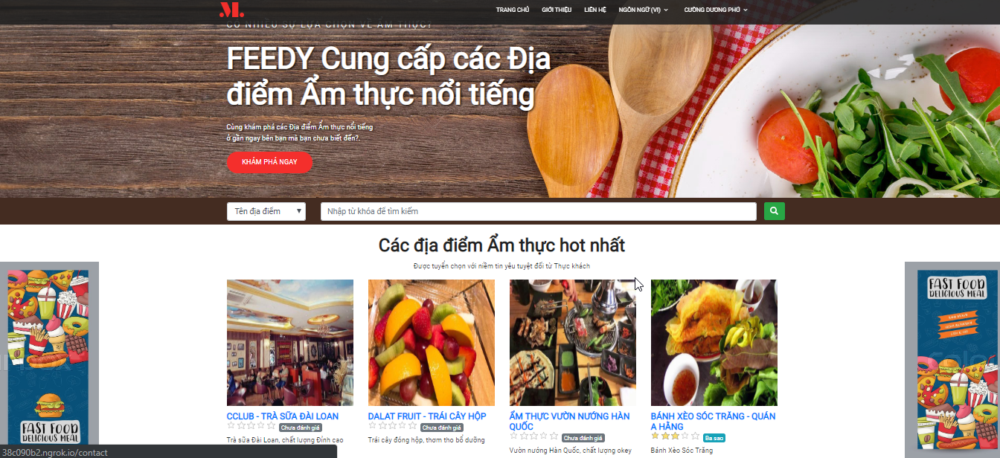 TRANG CHỦ GIỚI THIỆU LIÊN HỆ NGÔN NGỮ (VI) CƯỜNG DƯƠNG PHÚ
CÓ NHIỀU SỰ LỰA CHỌN VỀ ẨM THỰC?
FEEDY Cung cấp các Địa
điểm Ẩm thực nổi tiếng
Cùng khám phá các Địa điểm Ẩm thực nổi tiếng
ở gần ngay bên bạn mà bạn chưa biết đến?.
KHÁM PHÁ NGAY
Tên địa điểm Nhập từ khóa để tìm kiếm
Các địa điểm Ẩm thực hot nhất
Được tuyển chọn với niềm tin yêu tuyệt đối từ Thực khách
FAST FOOD
DELICIOUS MEAL
CCLUB - TRÀ SỮA ĐÀI LOAN
Chưa đánh giá
Trà sữa Đài Loan, chất lượng Đỉnh cao
DALAT FRUIT - TRÁI CÂY HỘP
Chưa đánh giá
Trái cây đóng hộp, thơm tho bổ dưỡng
ẨM THỰC VƯỜN NƯỚNG HÀN
QUỐC
Chưa đánh giá
Vườn nướng Hàn Quốc, chất lượng okey
BÁNH XÈO SÓC TRĂNG - QUÁN
A HẰNG
Ba sao
Bánh Xèo Sóc Trăng
FAST FOOD
DELICIOUS MEAL
38c090b2.ngrok.io/contact